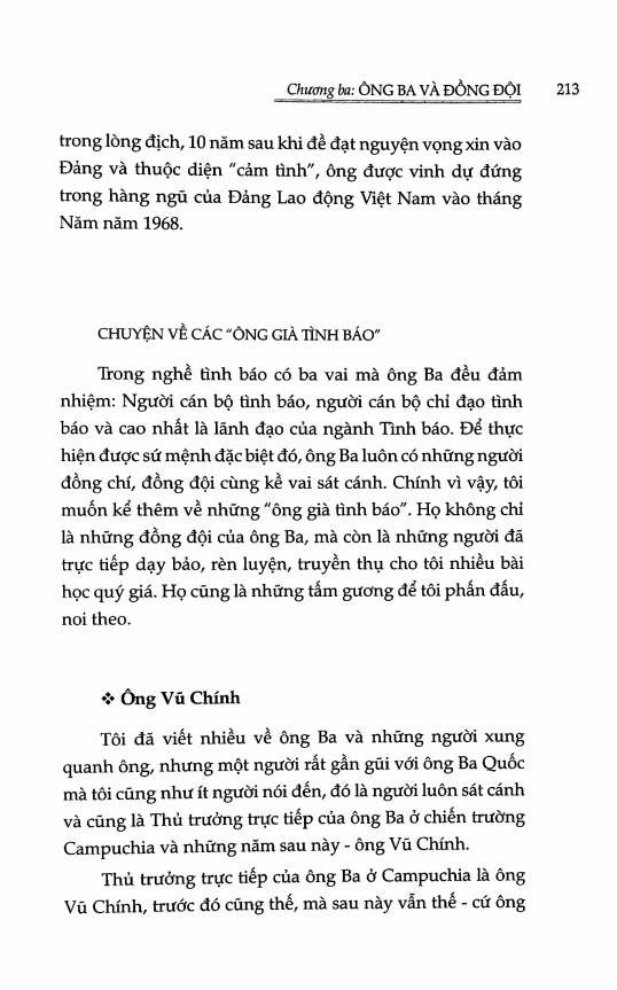 Chương ba: ÔNG BA VÀ ĐỒNG ĐỘI 213
trong lòng địch, 10 năm sau khi đề đạt nguyện vọng xin vào
Đảng và thuộc diện "cảm tình", ông được vinh dự đứng
trong hàng ngũ của Đảng Lao động Việt Nam vào tháng
Năm năm 1968.
CHUYỆN VỀ CÁC "ÔNG GIÀ TÌNH BÁO"
Trong nghề tình báo có ba vai mà ông Ba đều đảm
nhiệm: Người cán bộ tình báo, người cán bộ chỉ đạo tình
báo và cao nhất là lãnh đạo của ngành Tình báo. Để thực
hiện được sứ mệnh đặc biệt đó, ông Ba luôn có những người
đồng chí, đồng đội cùng kề vai sát cánh. Chính vì vậy, tôi
muốn kể thêm về những "ông già tình báo". Họ không chỉ
là những đồng đội của ông Ba, mà còn là những người đã
trực tiếp dạy bảo, rèn luyện, truyền thụ cho tôi nhiều bài
học quý giá. Họ cũng là những tấm gương để tôi phấn đấu,
noi theo.
❖ Ông Vũ Chính
Tôi đã viết nhiều về ông Ba và những người xung
quanh ông, nhưng một người rất gần gũi với ông Ba Quốc
mà tôi cũng như ít người nói đến, đó là người luôn sát cánh
và cũng là Thủ trưởng trực tiếp của ông Ba ở chiến trường
Campuchia và những năm sau này - ông Vũ Chính.
Thủ trưởng trực tiếp của ông Ba ở Campuchia là ông
Vũ Chính, trước đó cũng thế, mà sau này vẫn thế - cứ ông